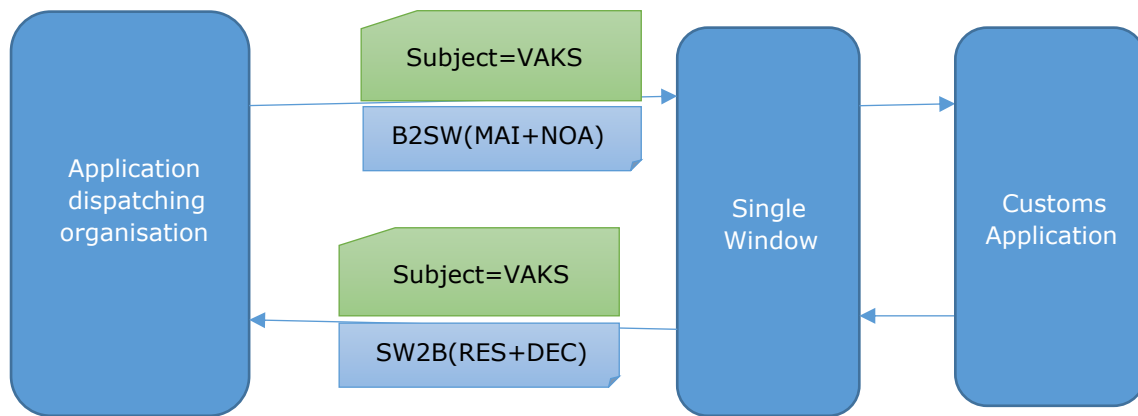 Application
dispatching
organisation
Subject=VAKS
B2SW(MAI+NOA)
Subject=VAKS
SW2B(RES+DEC)
Single
Window
Customs
Application